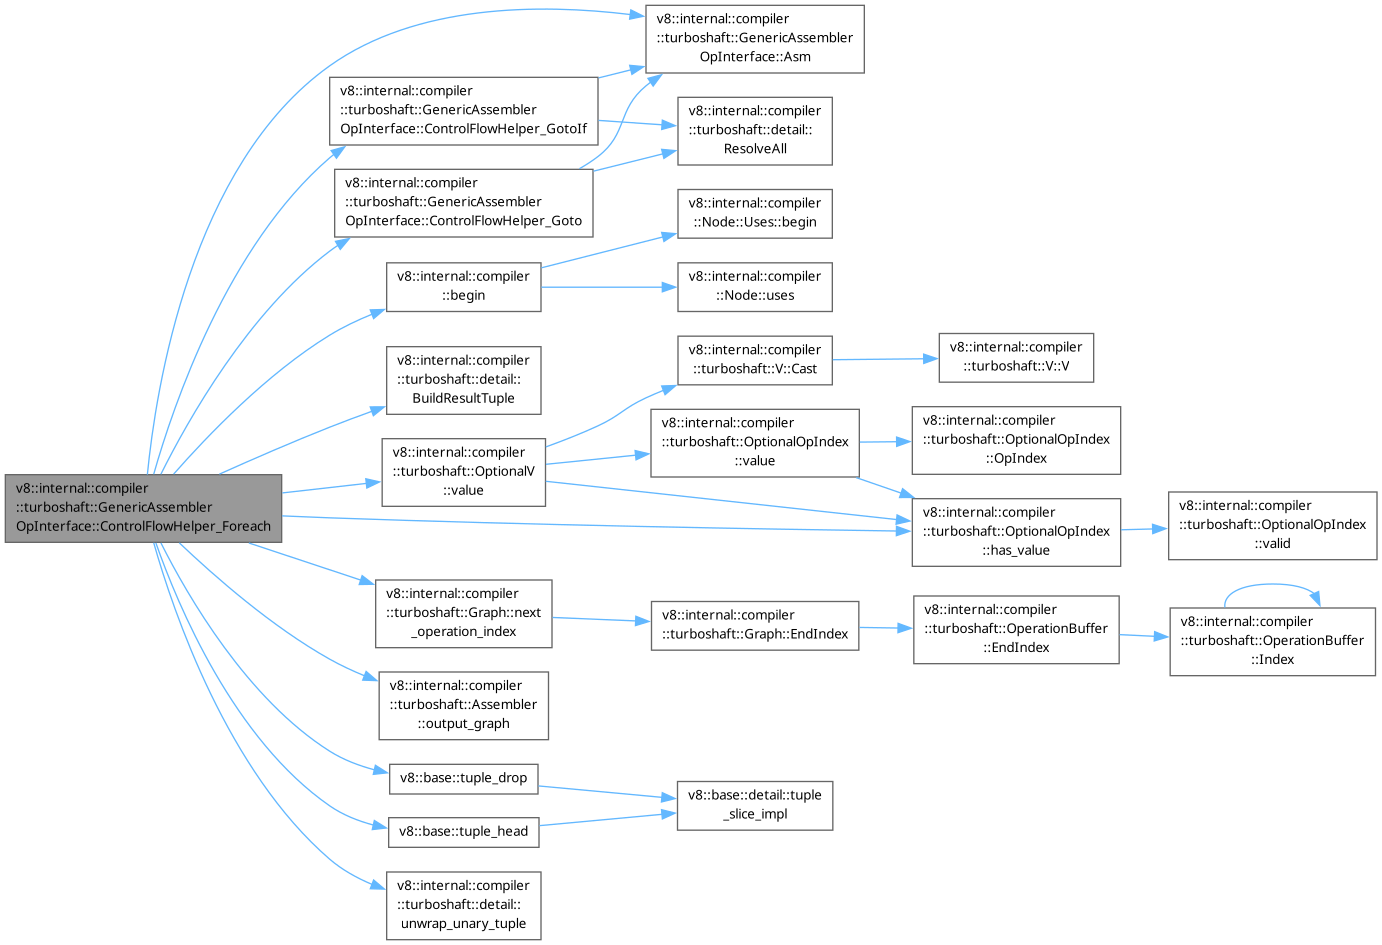 v8::internal::compiler
::turboshaft::GenericAssembler
OpInterface::ControlFlowHelper_Foreach
v8::internal::compiler
::turboshaft::GenericAssembler
OpInterface::Asm
v8::internal::compiler
::turboshaft::GenericAssembler
OpInterface::ControlFlowHelper_GotoIf
v8::internal::compiler
::turboshaft::detail::
ResolveAll
v8::internal::compiler
::turboshaft::GenericAssembler
OpInterface::ControlFlowHelper_Goto
v8::internal::compiler
::Node::Uses::begin
v8::internal::compiler
::begin
v8::internal::compiler
::Node::uses
v8::internal::compiler
::turboshaft::detail::
BuildResultTuple
v8::internal::compiler
::turboshaft::V::Cast
v8::internal::compiler
::turboshaft::V::V
v8::internal::compiler
::turboshaft::OptionalV
::value
v8::internal::compiler
::turboshaft::OptionalOpIndex
::value
v8::internal::compiler
::turboshaft::OptionalOpIndex
::OpIndex
v8::internal::compiler
::turboshaft::OptionalOpIndex
::has_value
v8::internal::compiler
::turboshaft::OptionalOpIndex
::valid
v8::internal::compiler
::turboshaft::Graph::next
_operation_index
v8::internal::compiler
::turboshaft::Graph::EndIndex
v8::internal::compiler
::turboshaft::OperationBuffer
::EndIndex
v8::internal::compiler
::turboshaft::OperationBuffer
::Index
v8::internal::compiler
::turboshaft::Assembler
::output_graph
v8::base::tuple_drop
v8::base::detail::tuple
_slice_impl
v8::base::tuple_head
v8::internal::compiler
::turboshaft::detail::
unwrap_unary_tuple